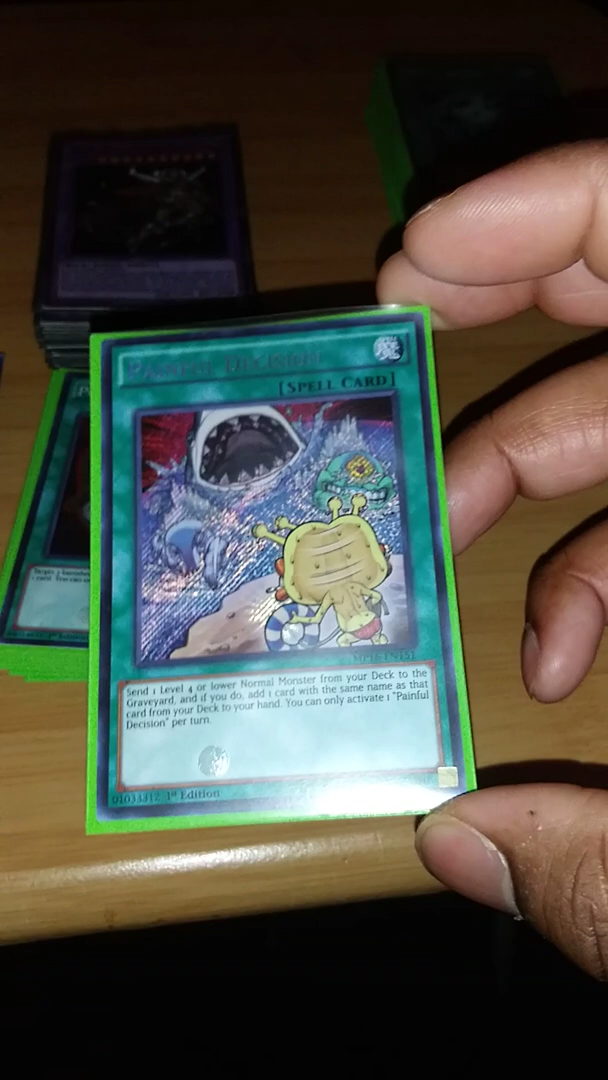 Painful Decision
魔
[Spell Card]
MP16-EN151
Send 1 Level 4 or lower Normal Monster from your Deck to the
Graveyard, and if you do, add 1 card with the same name as that
card from your Deck to your hand. You can only activate 1 "Painful
Decision" per turn.
01033312 1st Edition